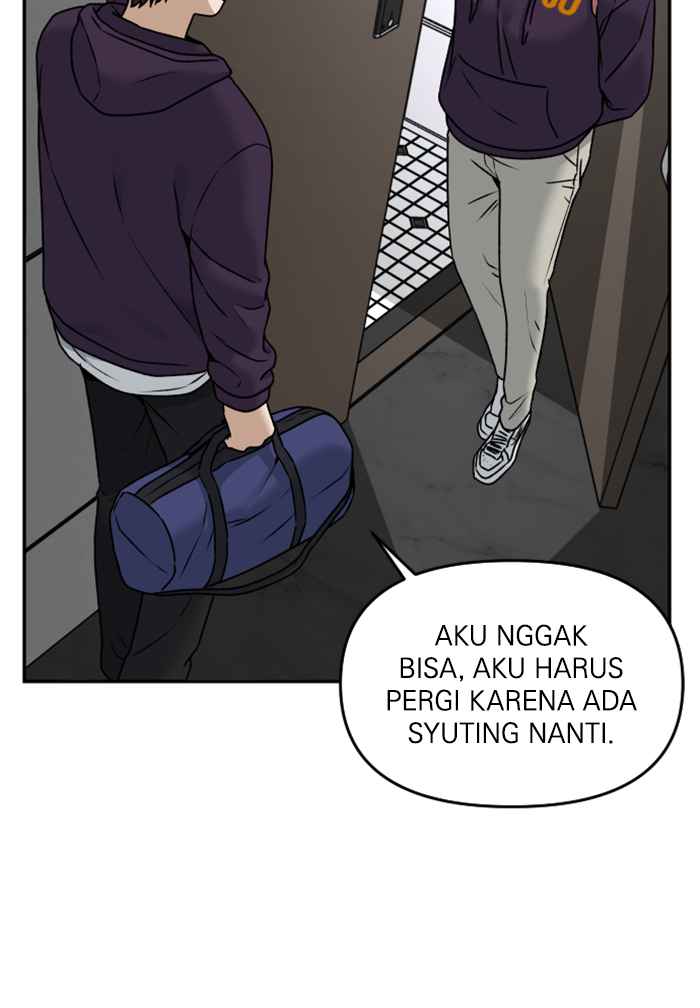 AKU NGGAK
BISA, AKU HARUS
PERGI KARENA ADA
SYUTING NANTI.